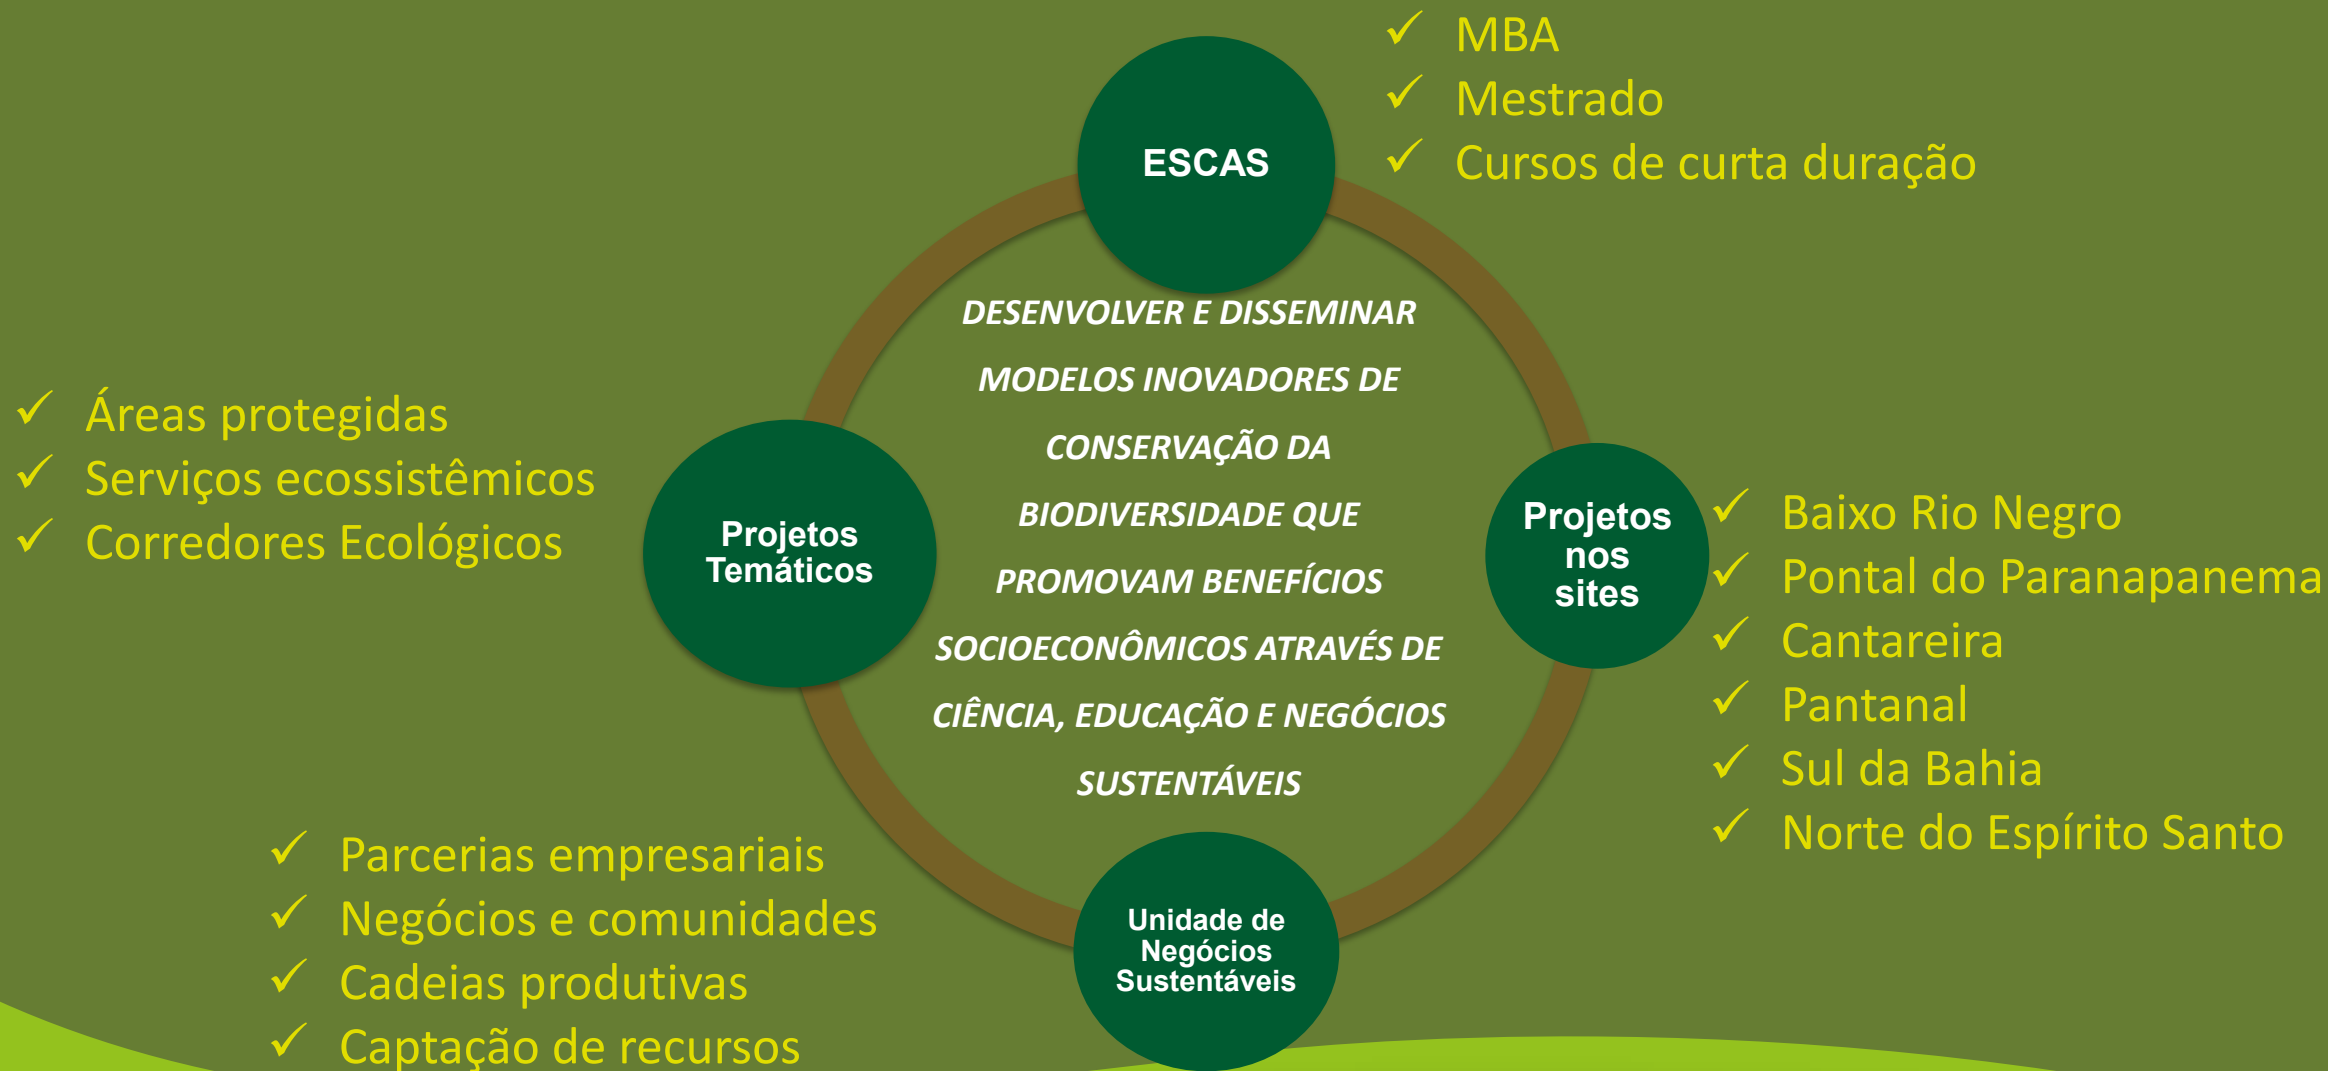 ESCAS
✓ MBA
✓ Mestrado
✓ Cursos de curta duração
DESENVOLVER E DISSEMINAR
MODELOS INOVADORES DE
CONSERVAÇÃO DA
BIODIVERSIDADE QUE
PROMOVAM BENEFÍCIOS
SOCIOECONÔMICOS ATRAVÉS DE
CIÊNCIA, EDUCAÇÃO E NEGÓCIOS
SUSTENTÁVEIS
✓ Áreas protegidas
✓ Serviços ecossistêmicos
✓ Corredores Ecológicos
Projetos
Temáticos
Projetos
nos
sites
✓ Baixo Rio Negro
✓ Pontal do Paranapanema
✓ Cantareira
✓ Pantanal
✓ Sul da Bahia
✓ Norte do Espírito Santo
✓ Parcerias empresariais
✓ Negócios e comunidades
✓ Cadeias produtivas
✓ Captação de recursos
Unidade de
Negócios
Sustentáveis